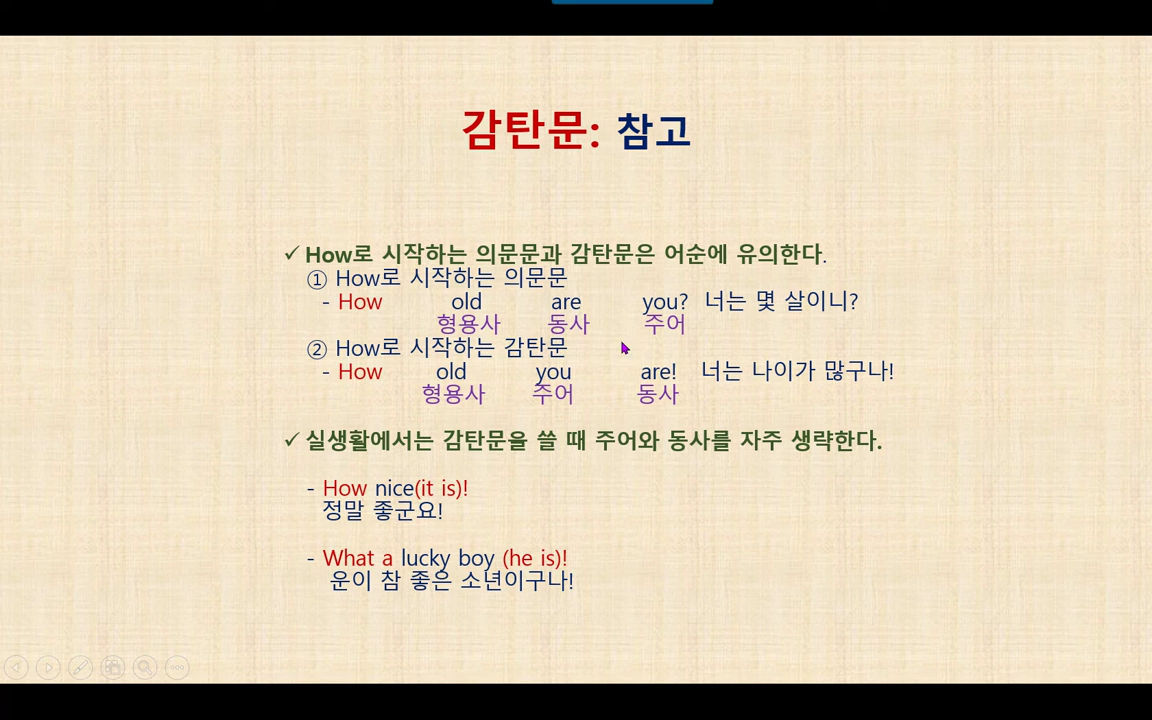 감탄문: 참고
✓ How로 시작하는 의문문과 감탄문은 어순에 유의한다.
① How로 시작하는 의문문
- How old are you? 너는 몇 살이니?
형용사 동사 주어
② How로 시작하는 감탄문
- How old you are! 너는 나이가 많구나!
형용사 주어 동사
✓ 실생활에서는 감탄문을 쓸 때 주어와 동사를 자주 생략한다.
- How nice(it is)!
정말 좋군요!
- What a lucky boy (he is)!
운이 참 좋은 소년이구나!